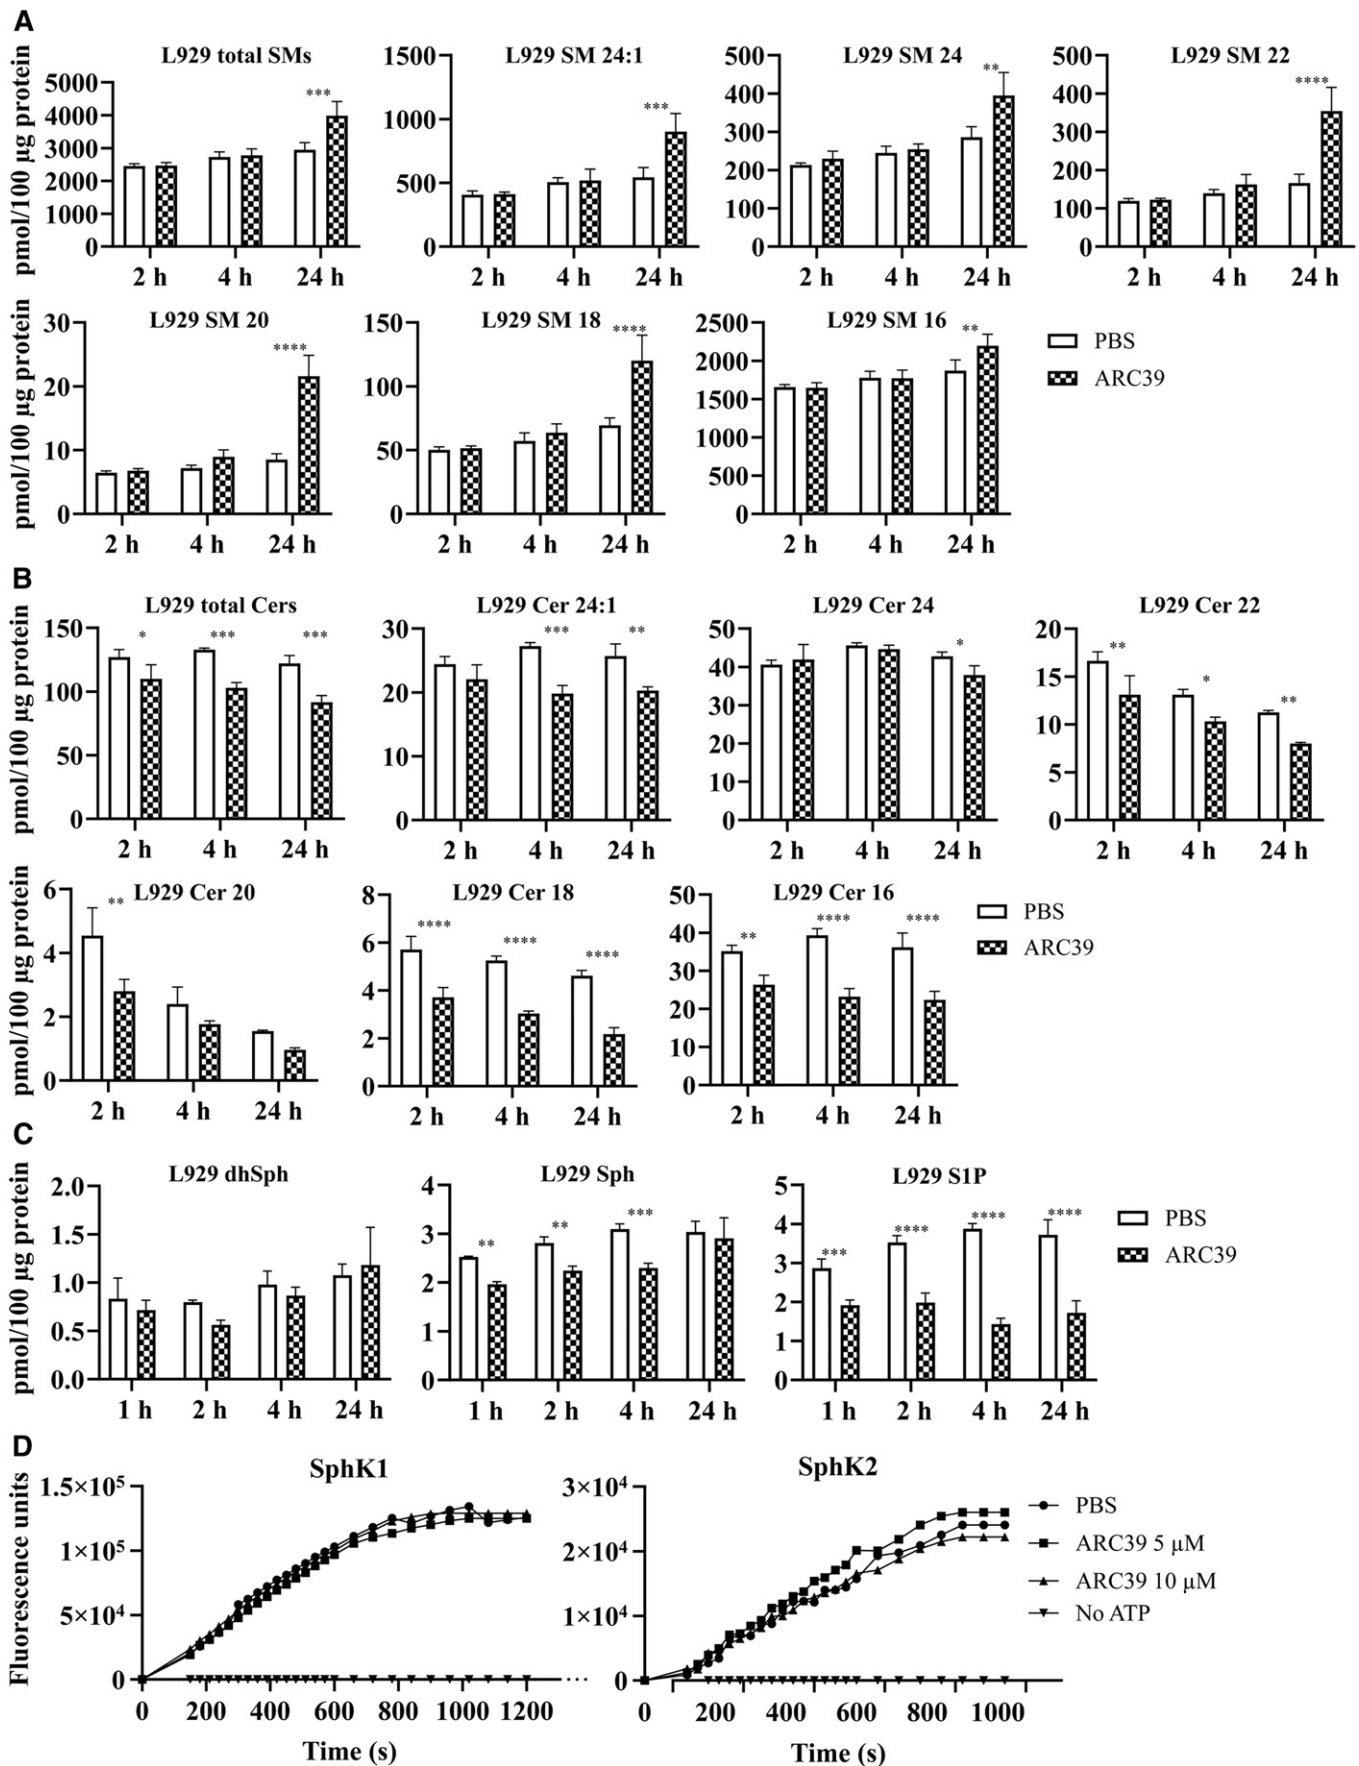 A
L929 total SMs
pmol/100 µg protein
5000
4000
3000
2000
1000
0
***
2 h 4 h 24 h
L929 SM 24:1
1500
1000
500
0
***
2 h 4 h 24 h
L929 SM 24
500
400
300
200
100
0
**
2 h 4 h 24 h
L929 SM 22
500
400
300
200
100
0
****
2 h 4 h 24 h
L929 SM 20
pmol/100 µg protein
30
20
10
0
****
2 h 4 h 24 h
L929 SM 18
150
100
50
0
****
2 h 4 h 24 h
L929 SM 16
2500
2000
1500
1000
500
0
**
2 h 4 h 24 h
PBS
ARC39
B
L929 total Cers
pmol/100 µg protein
150
100
50
0
* *** ***
2 h 4 h 24 h
L929 Cer 24:1
30
20
10
0
*** **
2 h 4 h 24 h
L929 Cer 24
50
40
30
20
10
0
*
2 h 4 h 24 h
L929 Cer 22
20
15
10
5
0
** * **
2 h 4 h 24 h
L929 Cer 20
pmol/100 µg protein
6
4
2
0
**
2 h 4 h 24 h
L929 Cer 18
8
6
4
2
0
**** **** ****
2 h 4 h 24 h
L929 Cer 16
50
40
30
20
10
0
** **** ****
2 h 4 h 24 h
PBS
ARC39
C
L929 dhSph
pmol/100 µg protein
2.0
1.5
1.0
0.5
0.0
1 h 2 h 4 h 24 h
L929 Sph
4
3
2
1
0
** ** ***
1 h 2 h 4 h 24 h
L929 S1P
5
4
3
2
1
0
*** **** **** ****
1 h 2 h 4 h 24 h
PBS
ARC39
D
SphK1
Fluorescence units
1.5×10⁵
1×10⁵
5×10⁴
0
0 200 400 600 800 1000 1200
Time (s)
SphK2
3×10⁴
2×10⁴
1×10⁴
0
0 200 400 600 800 1000
Time (s)
PBS
ARC39 5 µM
ARC39 10 µM
No ATP